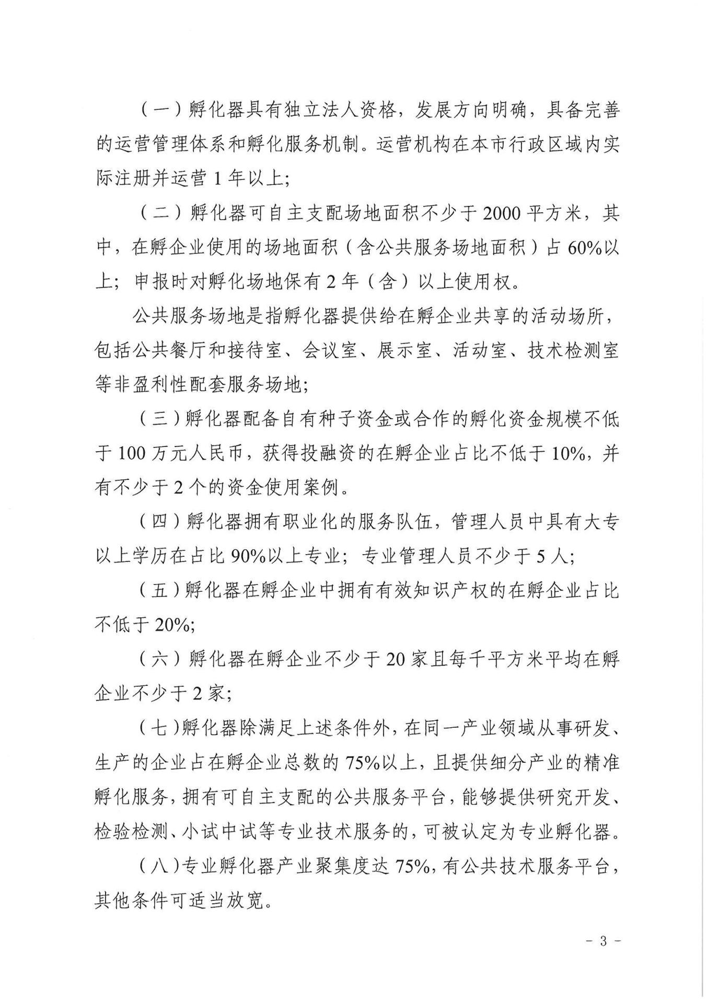 （一）孵化器具有独立法人资格，发展方向明确，具备完善
的运营管理体系和孵化服务机制。运营机构在本市行政区域内实
际注册并运营 1 年以上；
（二）孵化器可自主支配场地面积不少于 2000 平方米，其
中，在孵企业使用的场地面积（含公共服务场地面积）占 60%以
上；申报时对孵化场地保有 2 年（含）以上使用权。
公共服务场地是指孵化器提供给在孵企业共享的活动场所，
包括公共餐厅和接待室、会议室、展示室、活动室、技术检测室
等非盈利性配套服务场地；
（三）孵化器配备自有种子资金或合作的孵化资金规模不低
于 100 万元人民币，获得投融资的在孵企业占比不低于 10%，并
有不少于 2 个的资金使用案例。
（四）孵化器拥有职业化的服务队伍，管理人员中具有大专
以上学历在占比 90%以上专业；专业管理人员不少于 5 人；
（五）孵化器在孵企业中拥有有效知识产权的在孵企业占比
不低于 20%；
（六）孵化器在孵企业不少于 20 家且每千平方米平均在孵
企业不少于 2 家；
（七）孵化器除满足上述条件外，在同一产业领域从事研发、
生产的企业占在孵企业总数的 75%以上，且提供细分产业的精准
孵化服务，拥有可自主支配的公共服务平台，能够提供研究开发、
检验检测、小试中试等专业技术服务的，可被认定为专业孵化器。
（八）专业孵化器产业聚集度达 75%，有公共技术服务平台，
其他条件可适当放宽。
- 3 -